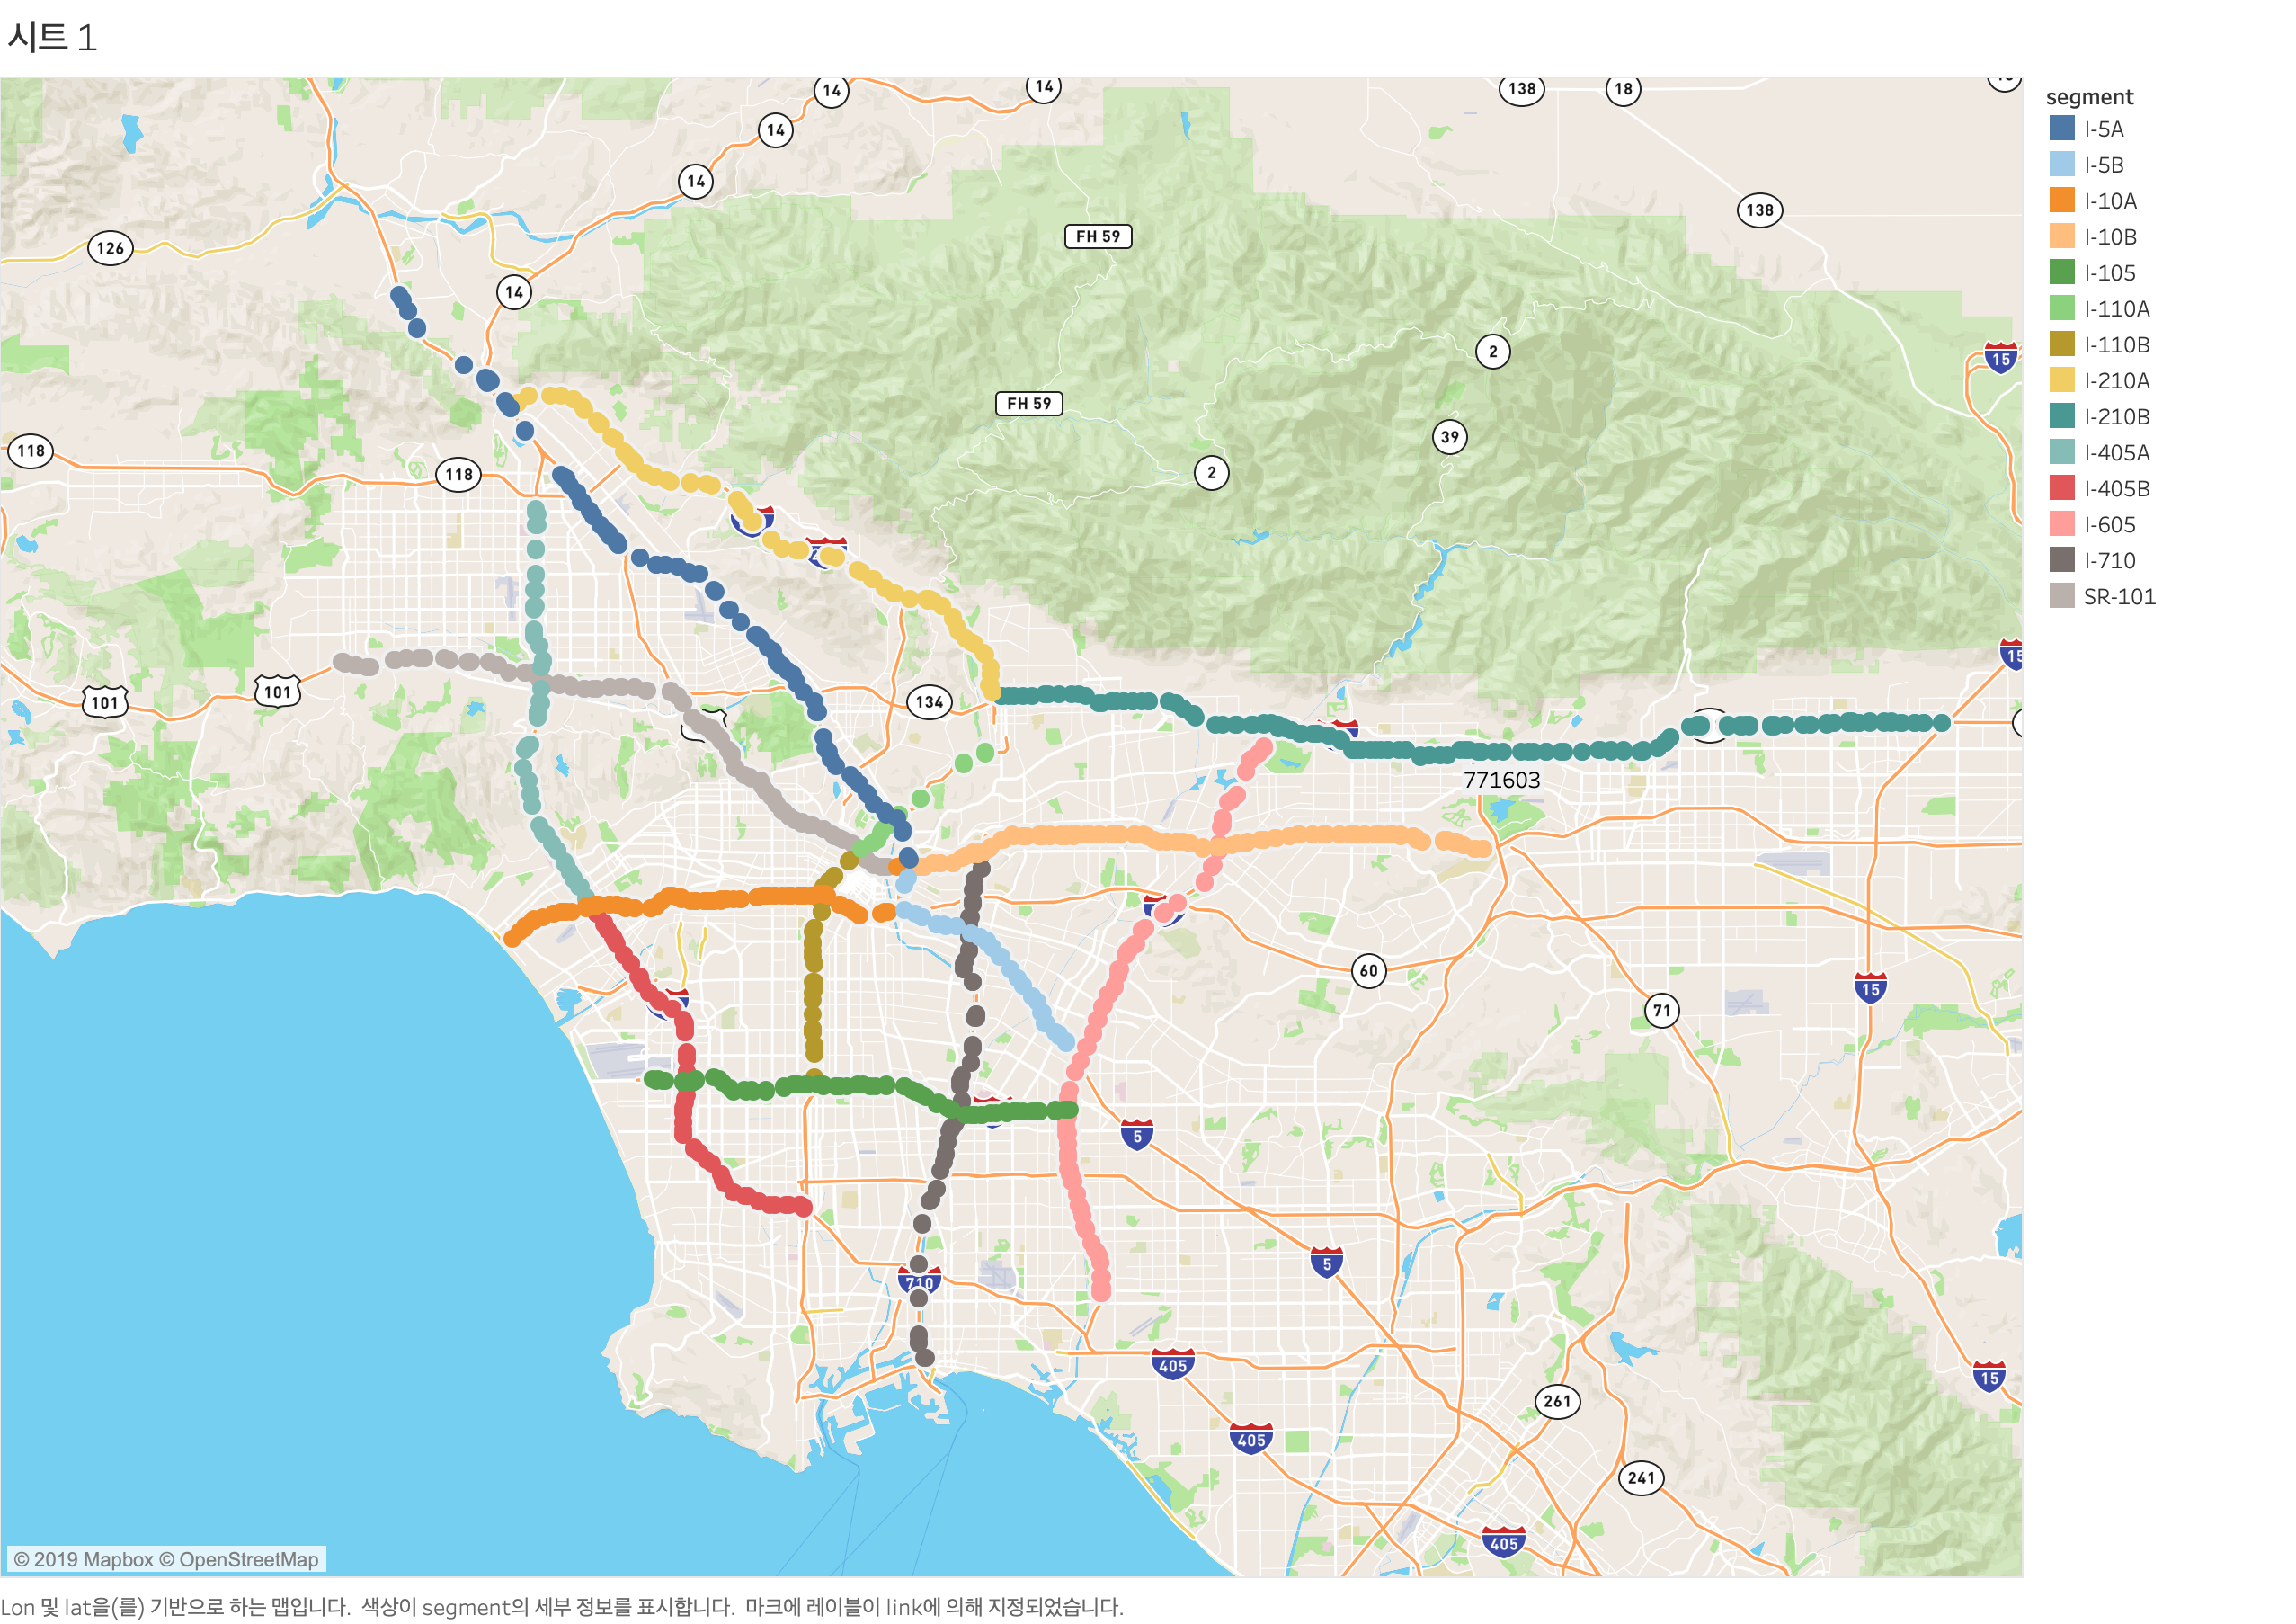 시트 1
14
14
138
18
14
14
138
126
FH 59
14
segment
I-5A
I-5B
I-10A
I-10B
I-105
I-110A
I-110B
I-210A
I-210B
I-405A
I-405B
I-605
I-710
SR-101
2
15
FH 59
118
118
39
2
15
101
101
134
771603
60
15
71
5
5
710
405
15
261
405
241
405
© 2019 Mapbox © OpenStreetMap
Lon 및 lat을(를) 기반으로 하는 맵입니다. 색상이 segment의 세부 정보를 표시합니다. 마크에 레이블이 link에 의해 지정되었습니다.